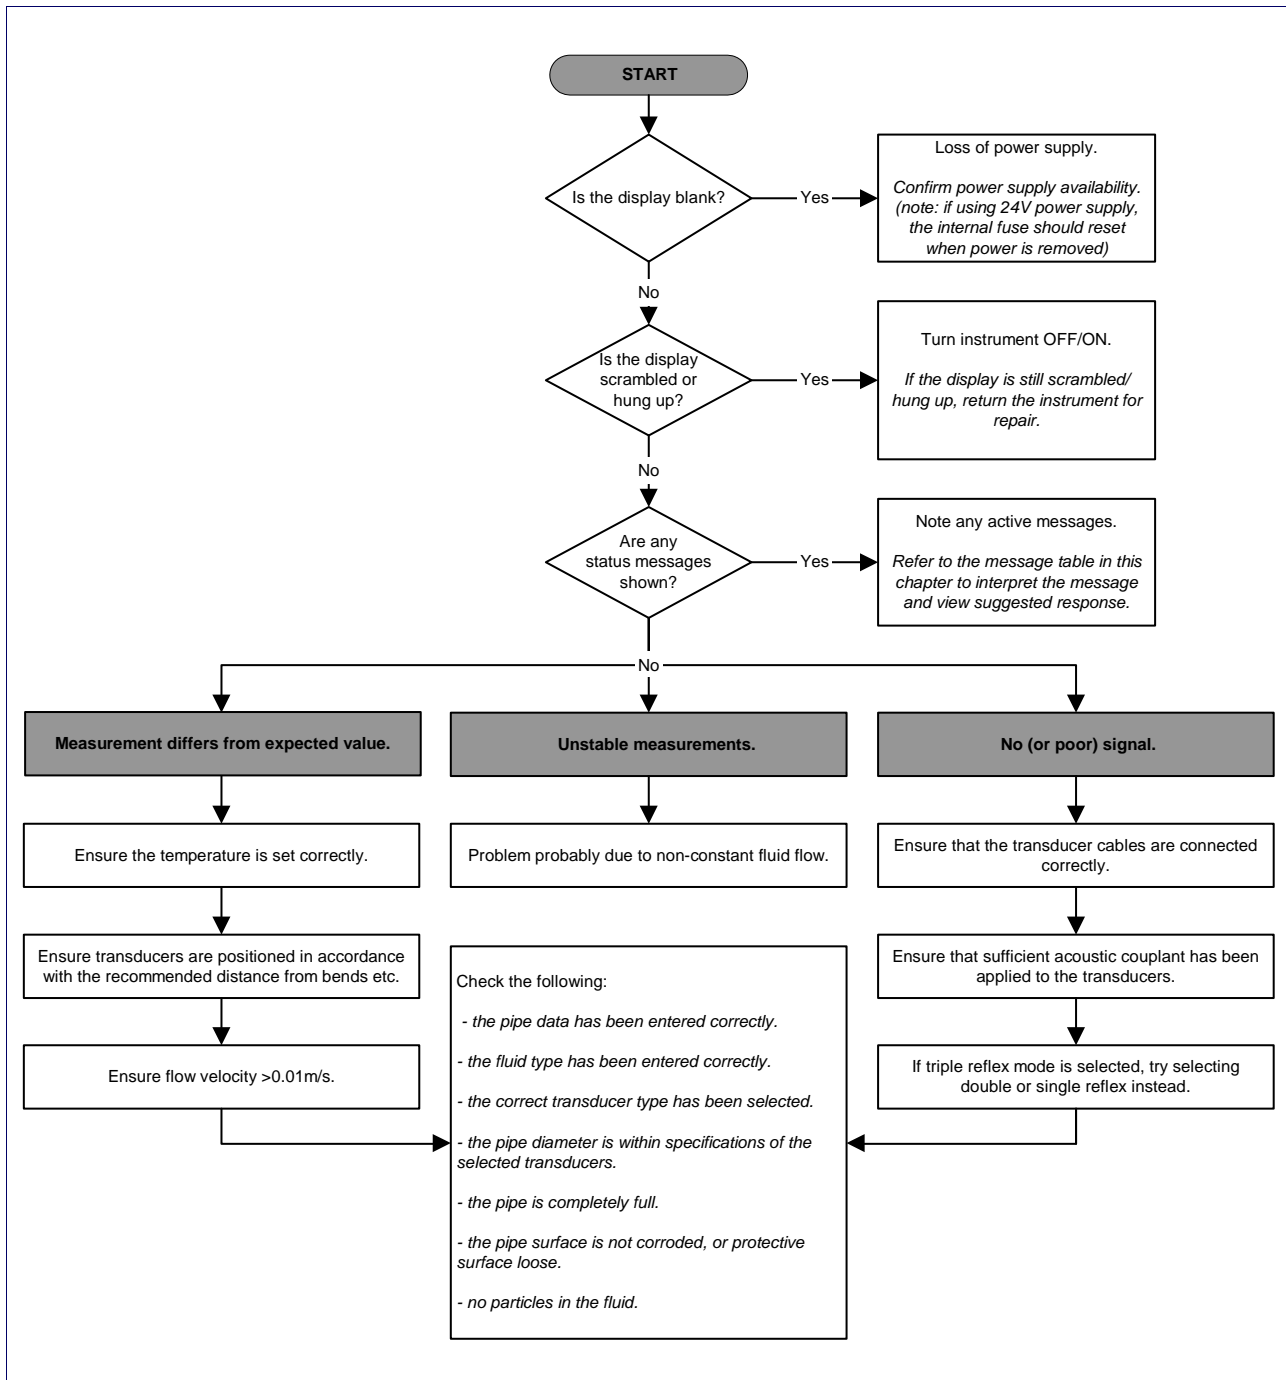 START
Is the display blank?
Yes
Loss of power supply.
Confirm power supply availability.
(note: if using 24V power supply,
the internal fuse should reset
when power is removed)
No
Is the display
scrambled or
hung up?
Yes
Turn instrument OFF/ON.
If the display is still scrambled/
hung up, return the instrument for
repair.
No
Are any
status messages
shown?
Yes
Note any active messages.
Refer to the message table in this
chapter to interpret the message
and view suggested response.
No
Measurement differs from expected value.
Unstable measurements.
No (or poor) signal.
Ensure the temperature is set correctly.
Problem probably due to non-constant fluid flow.
Ensure that the transducer cables are connected
correctly.
Ensure transducers are positioned in accordance
with the recommended distance from bends etc.
Ensure that sufficient acoustic couplant has been
applied to the transducers.
Ensure flow velocity >0.01m/s.
If triple reflex mode is selected, try selecting
double or single reflex instead.
Check the following:
- the pipe data has been entered correctly.
- the fluid type has been entered correctly.
- the correct transducer type has been selected.
- the pipe diameter is within specifications of the
selected transducers.
- the pipe is completely full.
- the pipe surface is not corroded, or protective
surface loose.
- no particles in the fluid.